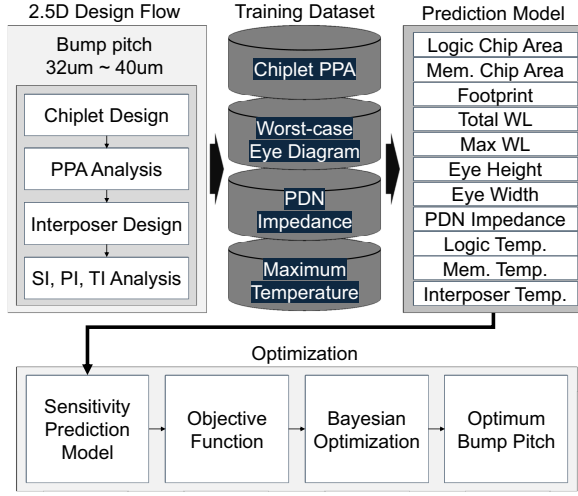 2.5D Design Flow
Bump pitch
32um ~ 40um
Chiplet Design
PPA Analysis
Interposer Design
SI, PI, TI Analysis
Training Dataset
Chiplet PPA
Worst-case
Eye Diagram
PDN
Impedance
Maximum
Temperature
Prediction Model
Logic Chip Area
Mem. Chip Area
Footprint
Total WL
Max WL
Eye Height
Eye Width
PDN Impedance
Logic Temp.
Mem. Temp.
Interposer Temp.
Optimization
Sensitivity
Prediction
Model
Objective
Function
Bayesian
Optimization
Optimum
Bump Pitch